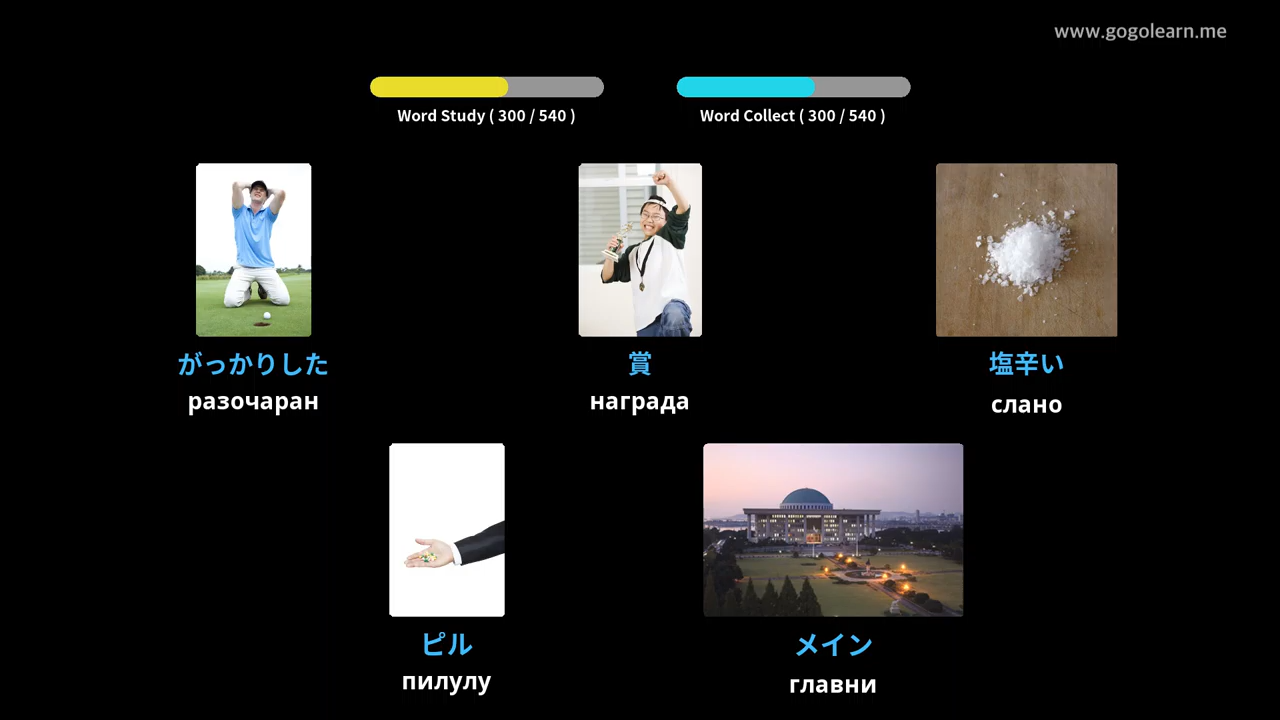 www.gogolearn.me
Word Study ( 300 / 540 )
Word Collect ( 300 / 540 )
がっかりした
разочаран
賞
награда
塩辛い
слано
ピル
пилулу
メイン
главни